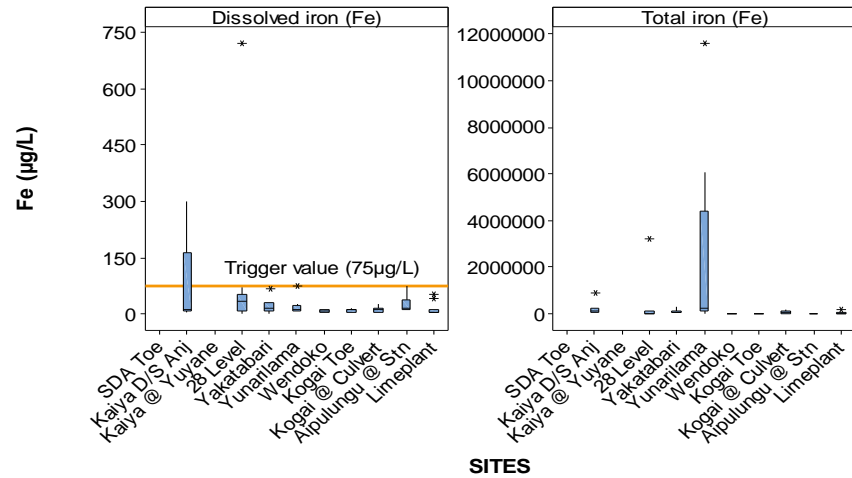 Dissolved iron (Fe)
Total iron (Fe)
750
600
450
300
150
0
Fe (µg/L)
Trigger value (75µg/L)
12000000
10000000
8000000
6000000
4000000
2000000
0
SDA Toe
Kaiya D/S Anj
Kaiya @ Yuyane
28 Level
Yakatabari
Yunarilama
Wendoko
Kogai Toe
Kogai @ Culvert
Aipulungu @ Stn
Limeplant
SDA Toe
Kaiya D/S Anj
Kaiya @ Yuyane
28 Level
Yakatabari
Yunarilama
Wendoko
Kogai Toe
Kogai @ Culvert
Aipulungu @ Stn
Limeplant
SITES